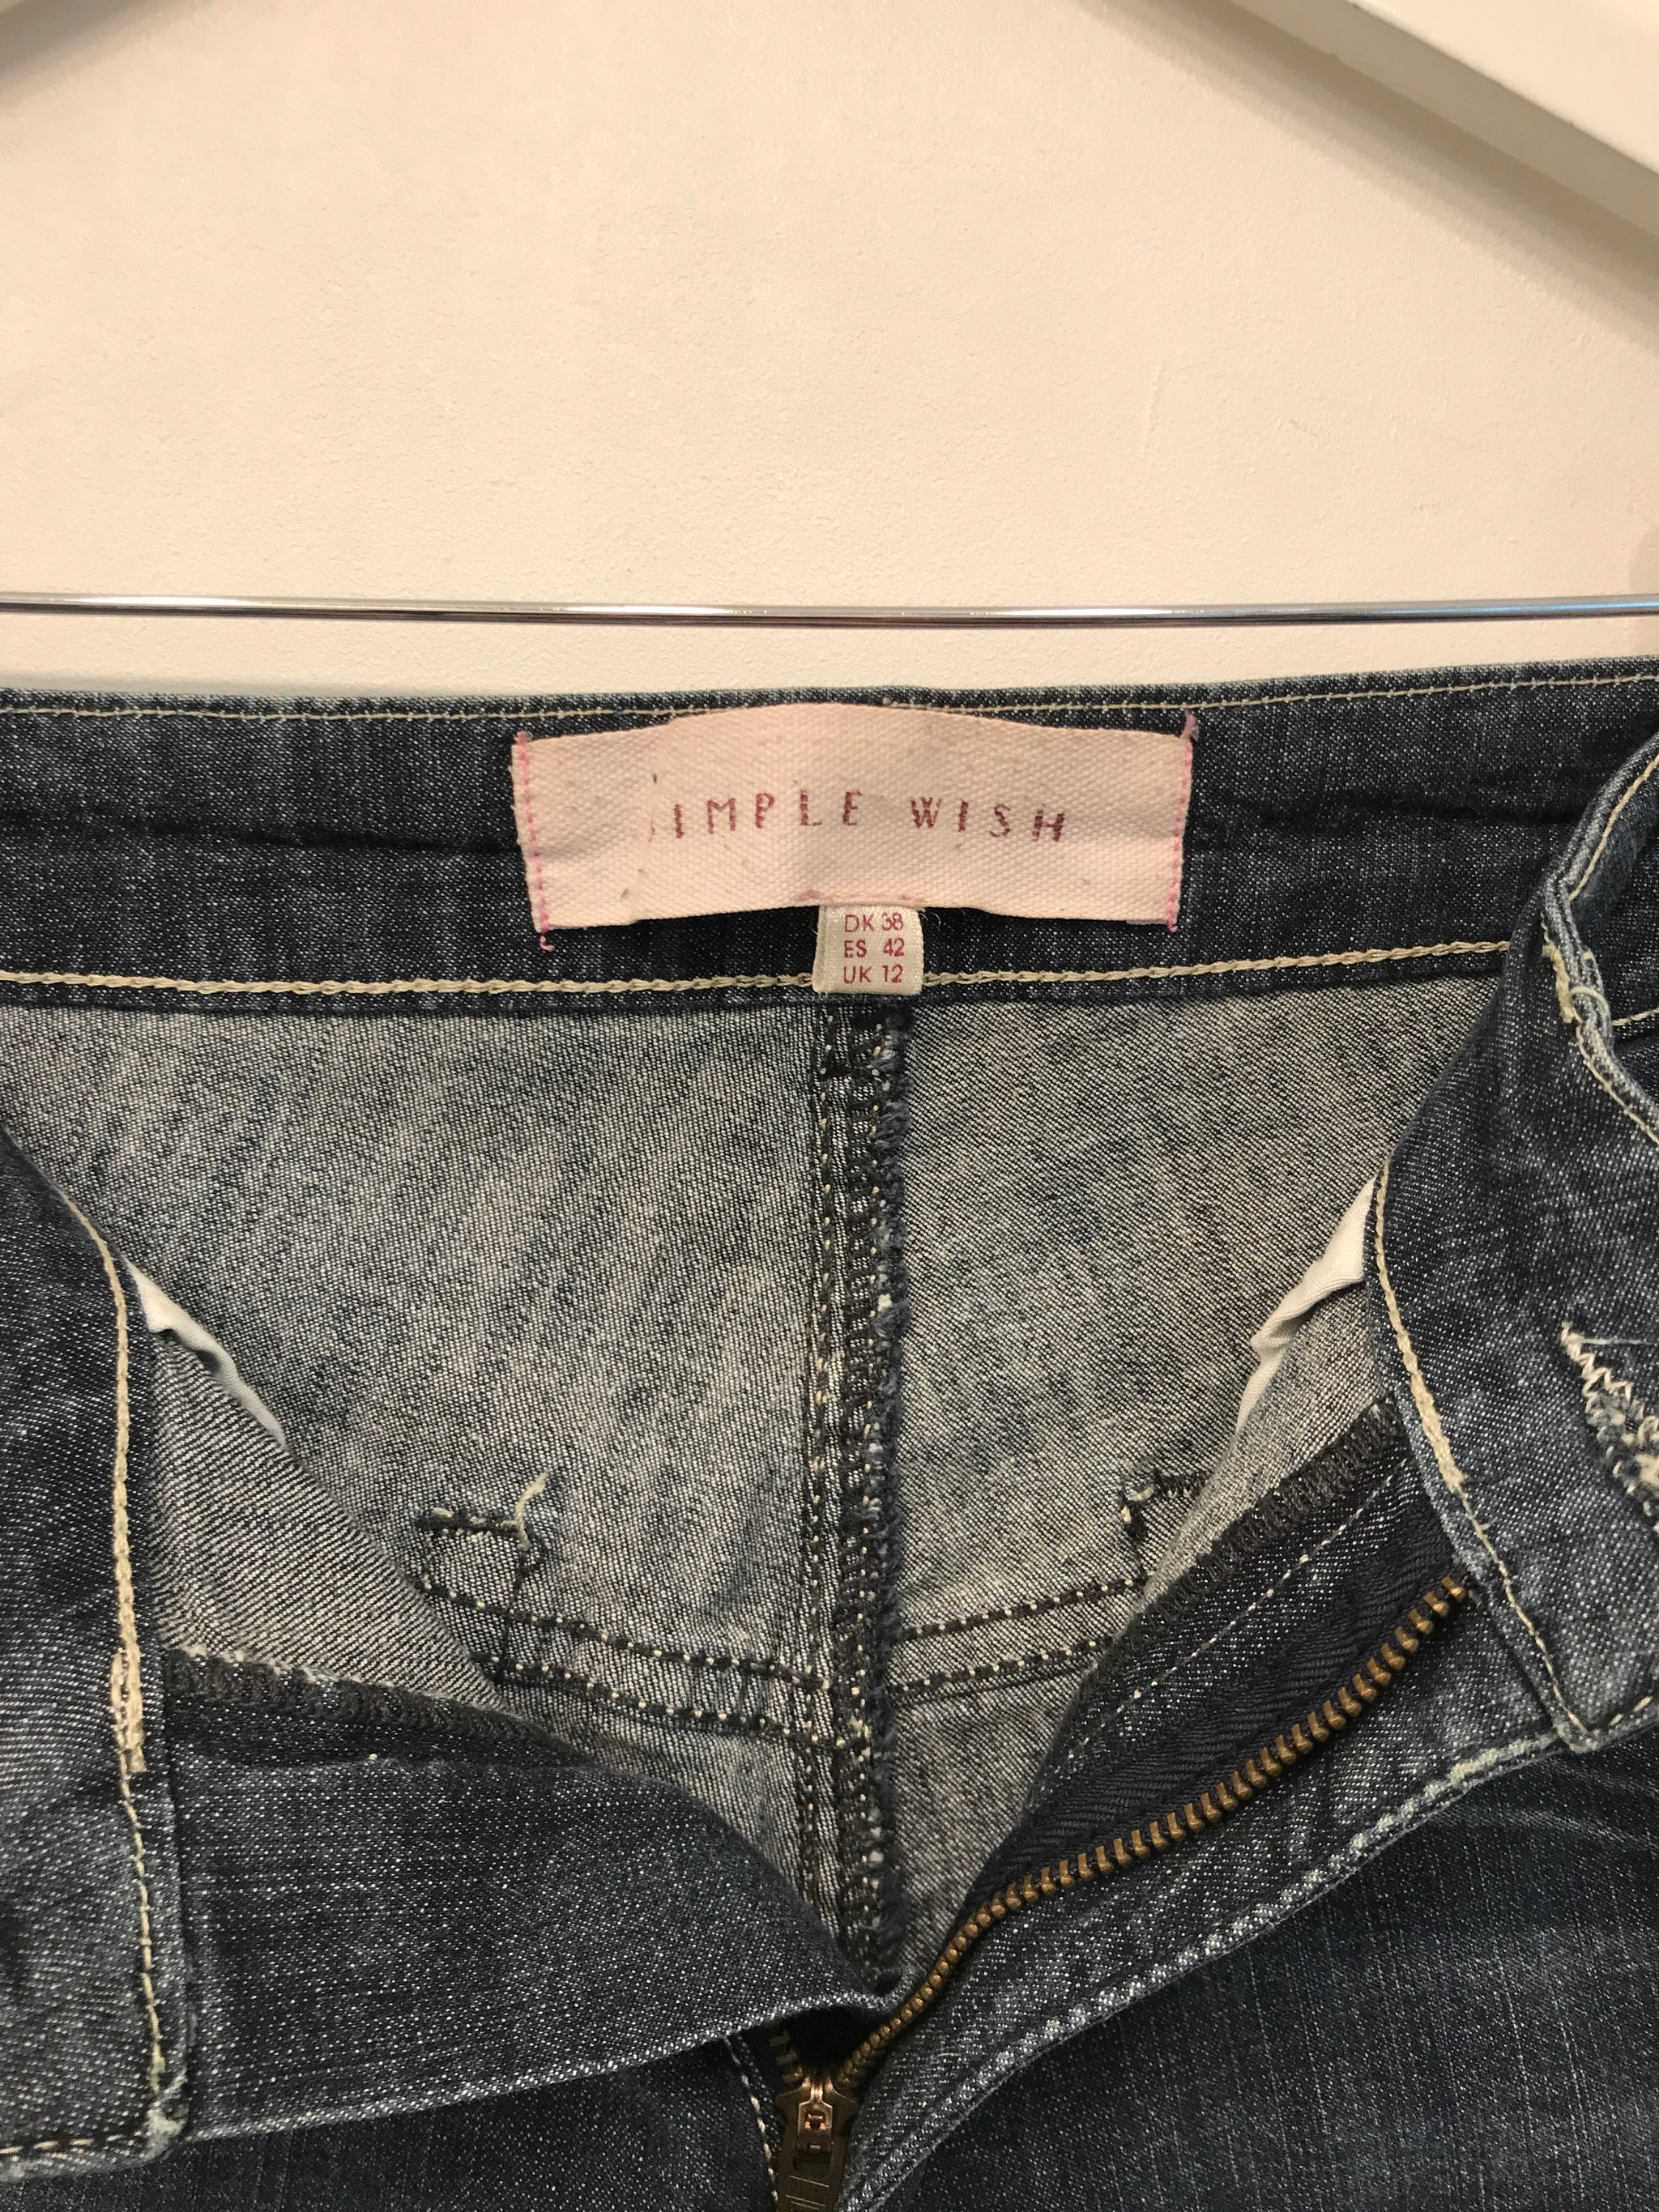 IMPLE WISH
DK 38
ES 42
UK 12